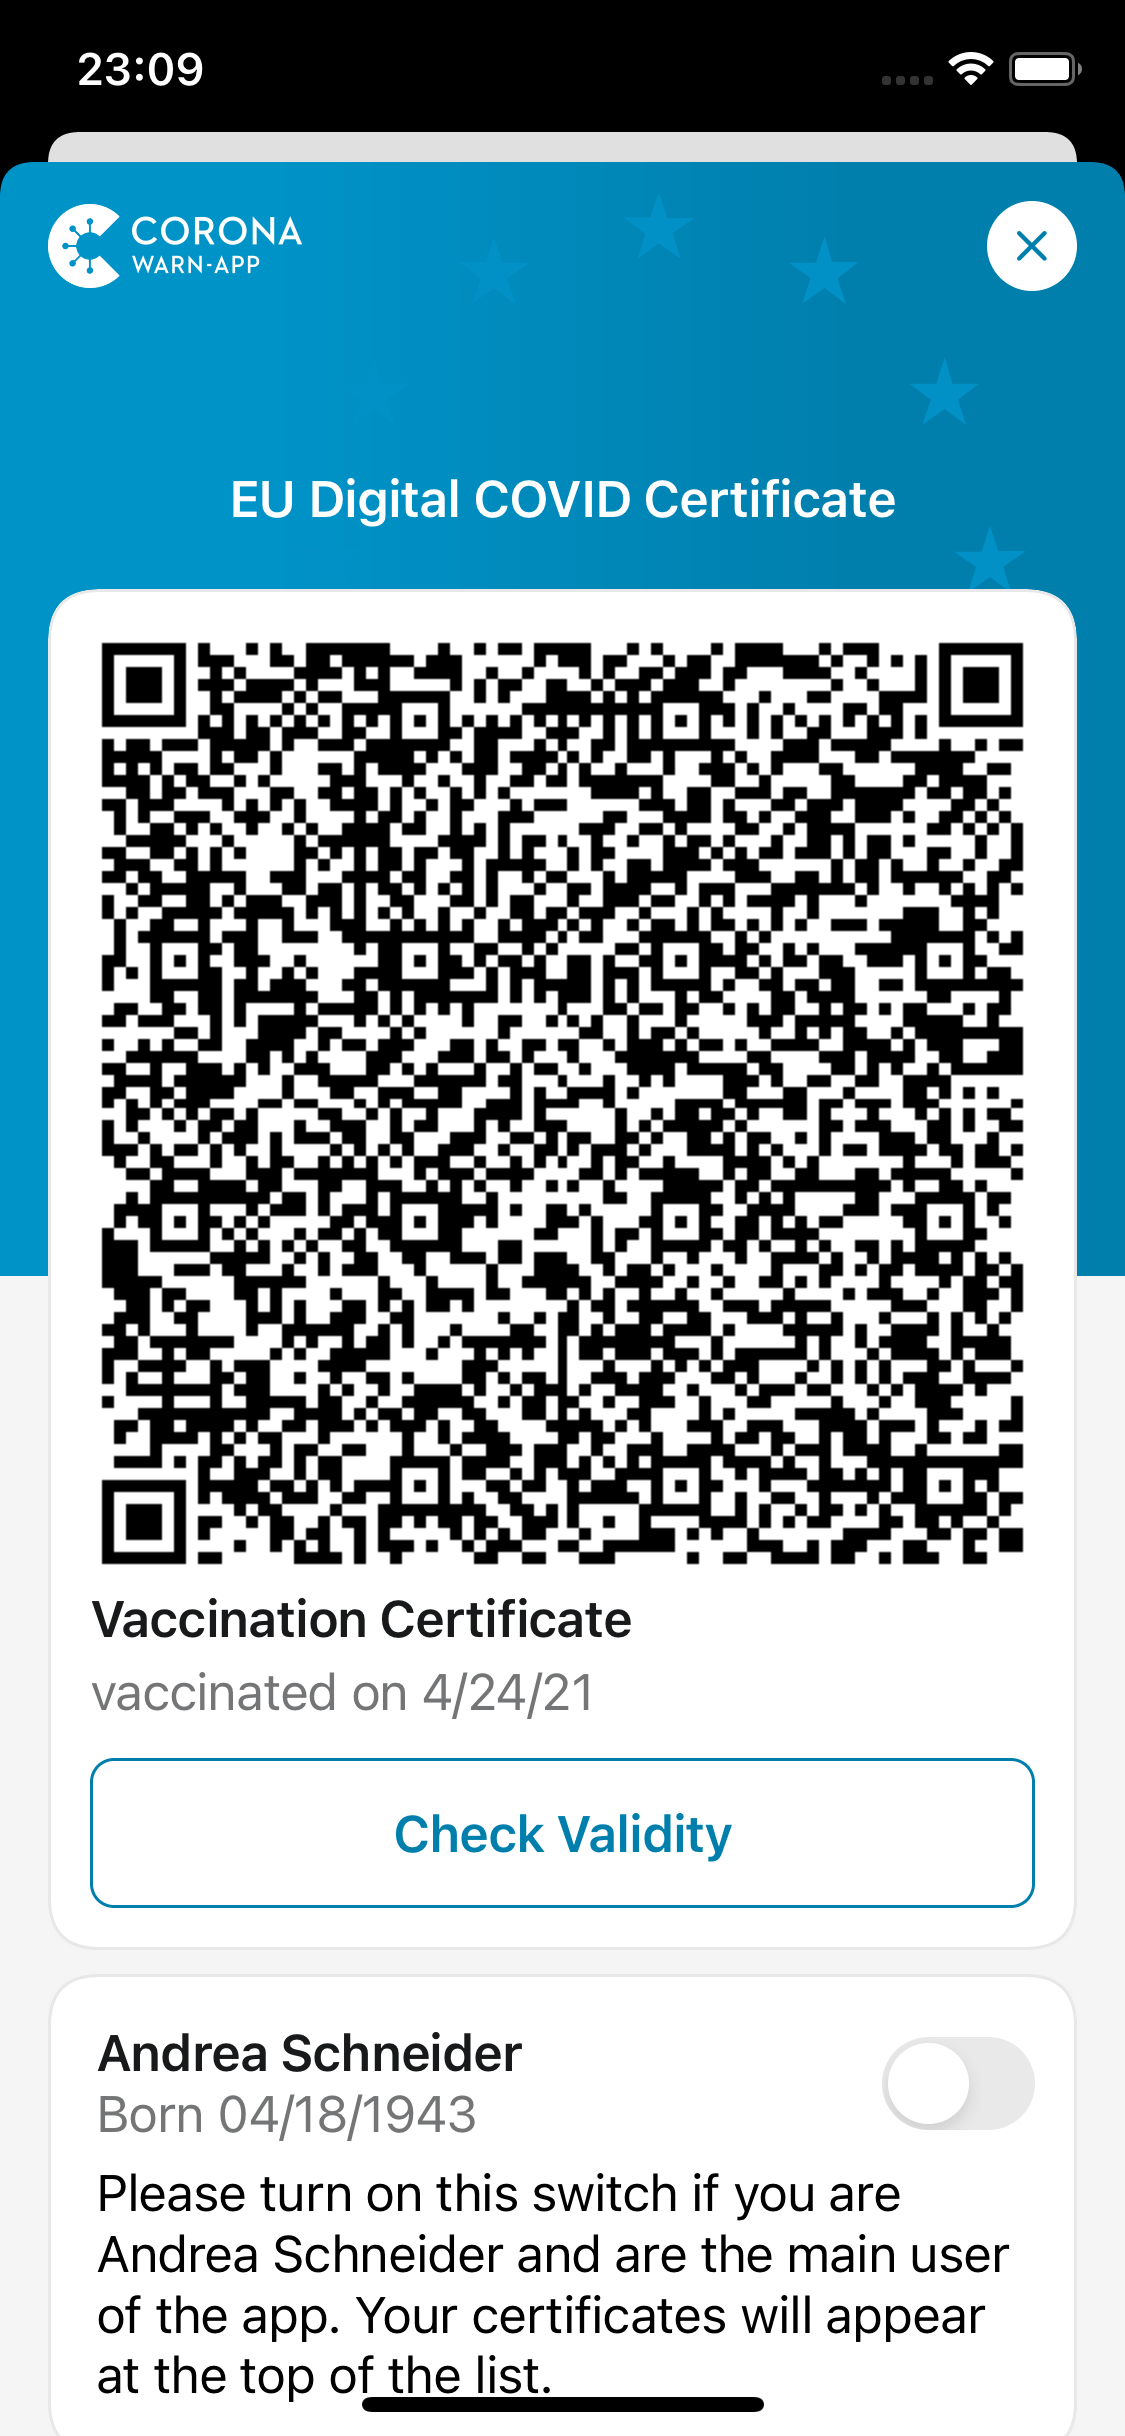 23:09
CORONA
WARN-APP
EU Digital COVID Certificate
Vaccination Certificate
vaccinated on 4/24/21
Check Validity
Andrea Schneider
Born 04/18/1943
Please turn on this switch if you are
Andrea Schneider and are the main user
of the app. Your certificates will appear
at the top of the list.